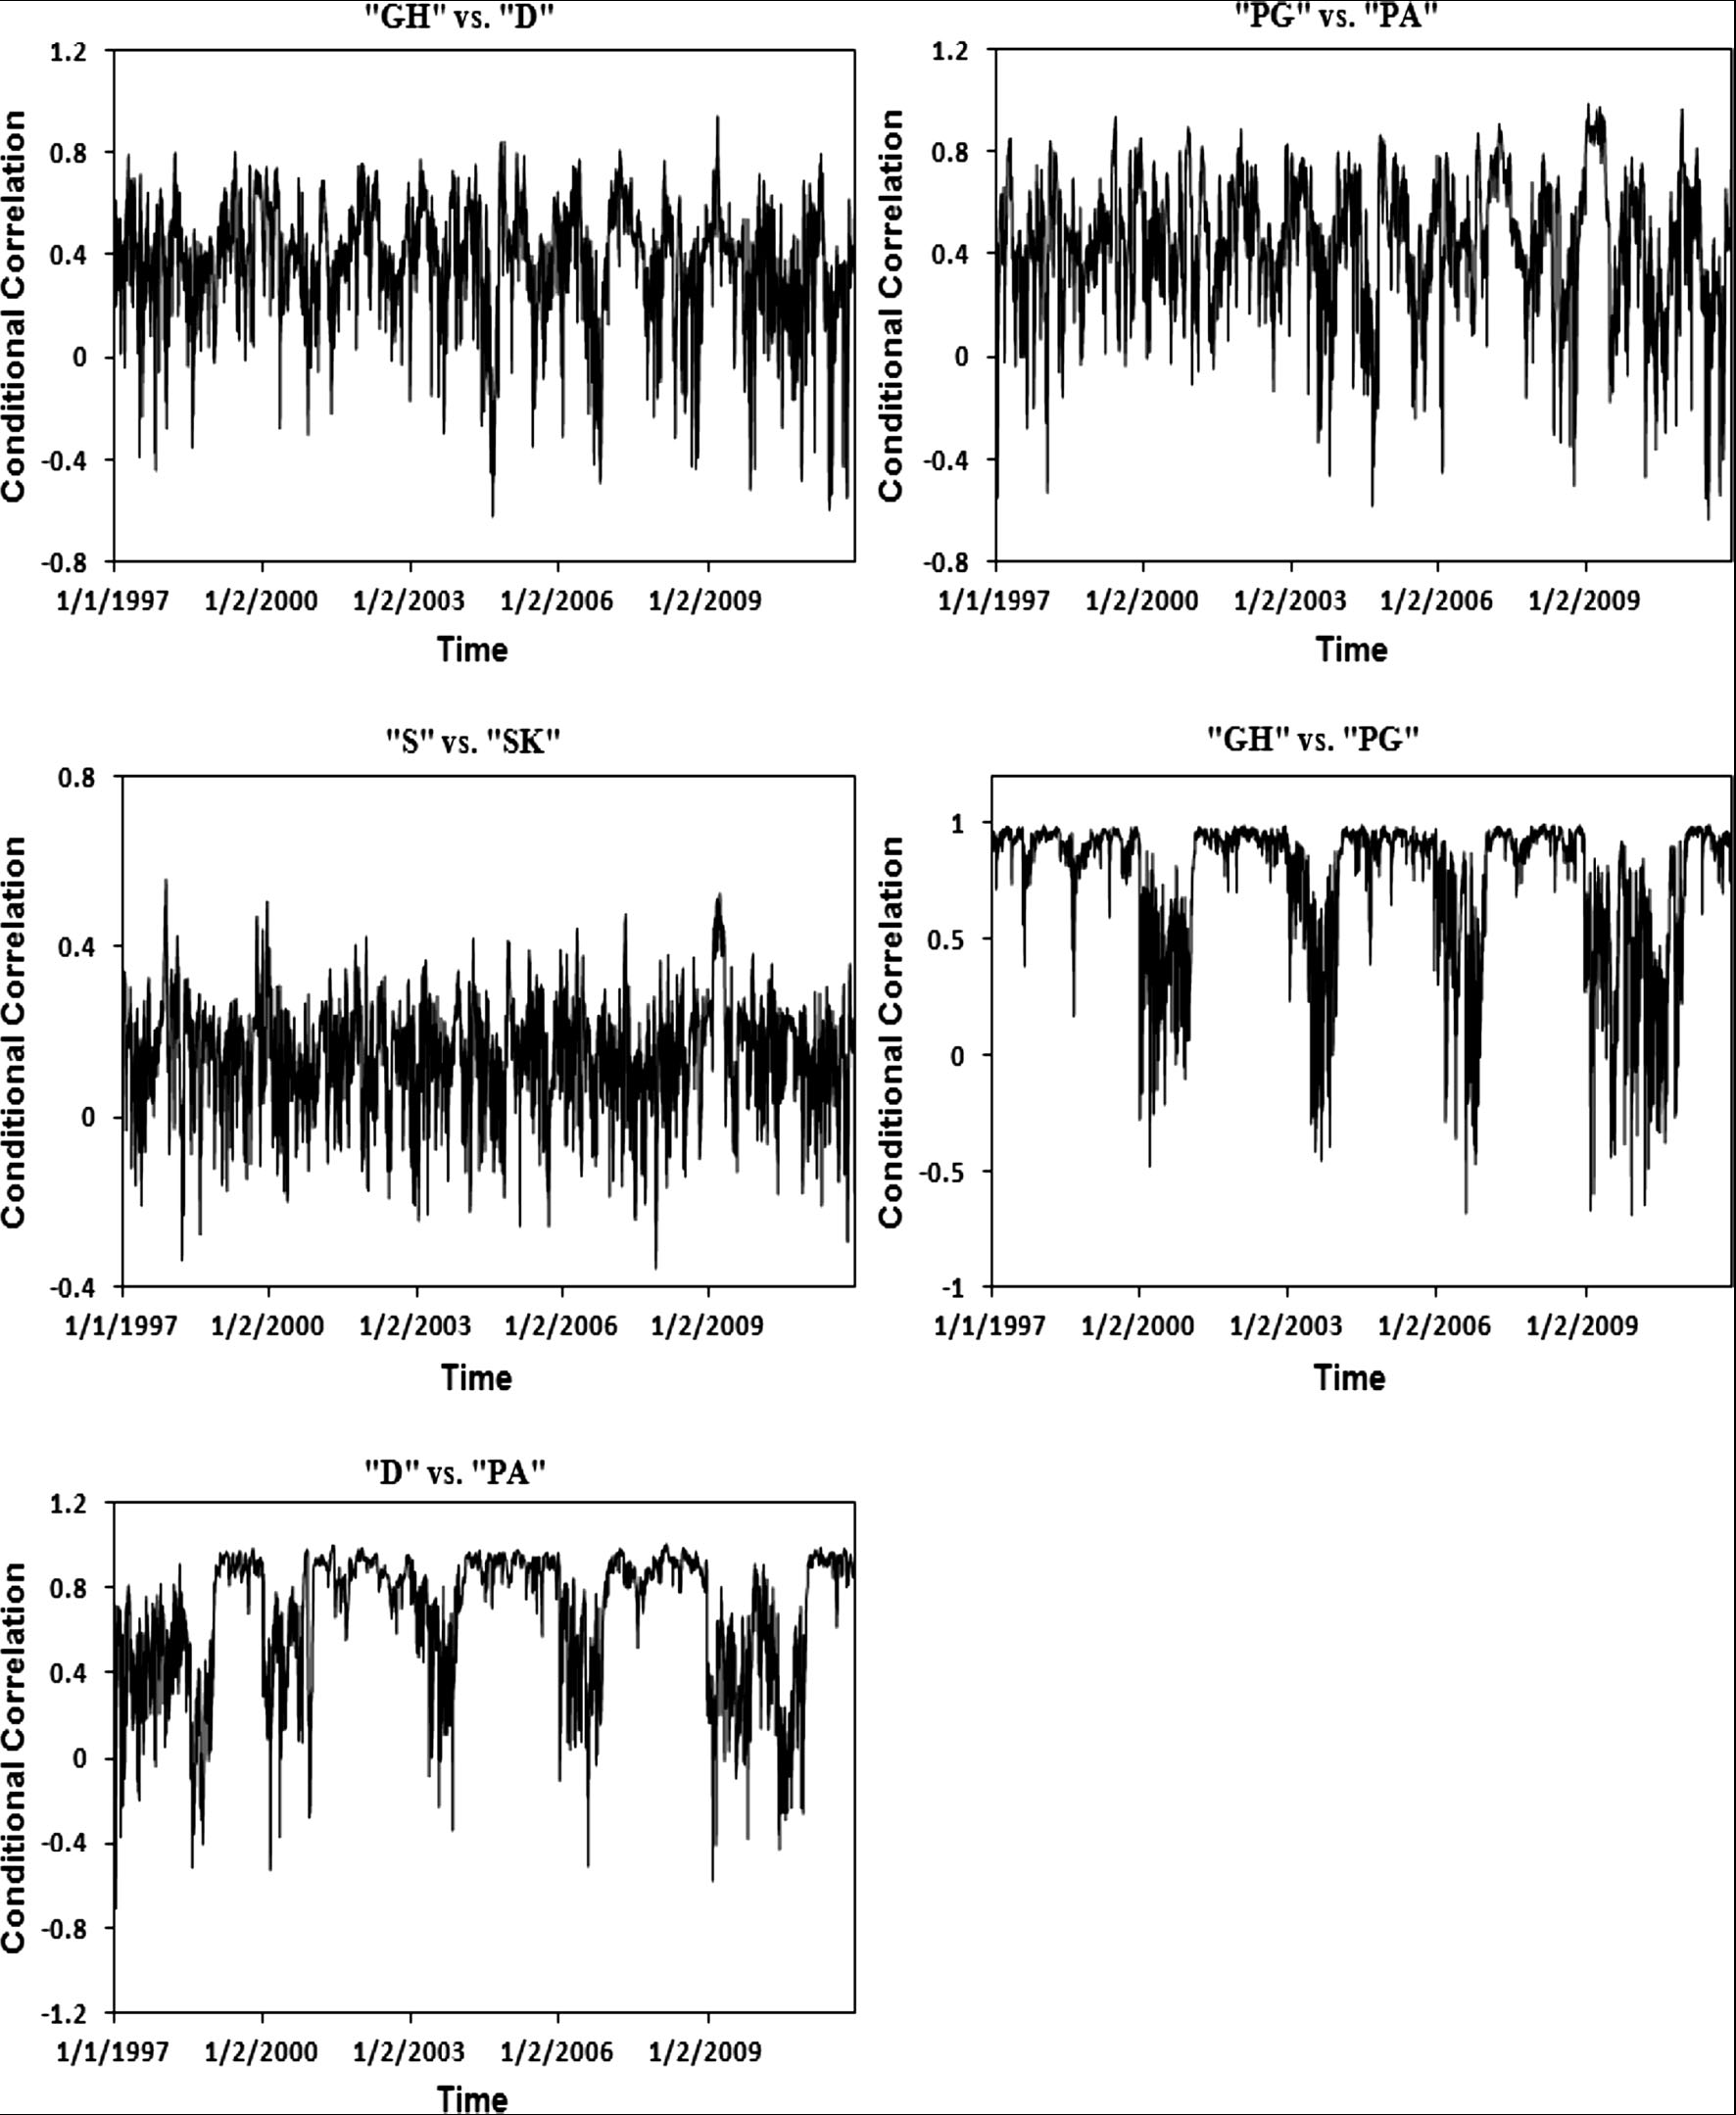 "GH" vs. "D"
1.2
0.8
0.4
0
-0.4
-0.8
Conditional Correlation
1/1/1997 1/2/2000 1/2/2003 1/2/2006 1/2/2009
Time
"PG" vs. "PA"
1.2
0.8
0.4
0
-0.4
-0.8
Conditional Correlation
1/1/1997 1/2/2000 1/2/2003 1/2/2006 1/2/2009
Time
"S" vs. "SK"
0.8
0.4
0
-0.4
Conditional Correlation
1/1/1997 1/2/2000 1/2/2003 1/2/2006 1/2/2009
Time
"GH" vs. "PG"
1
0.5
0
-0.5
-1
Conditional Correlation
1/1/1997 1/2/2000 1/2/2003 1/2/2006 1/2/2009
Time
"D" vs. "PA"
1.2
0.8
0.4
0
-0.4
-0.8
-1.2
Conditional Correlation
1/1/1997 1/2/2000 1/2/2003 1/2/2006 1/2/2009
Time